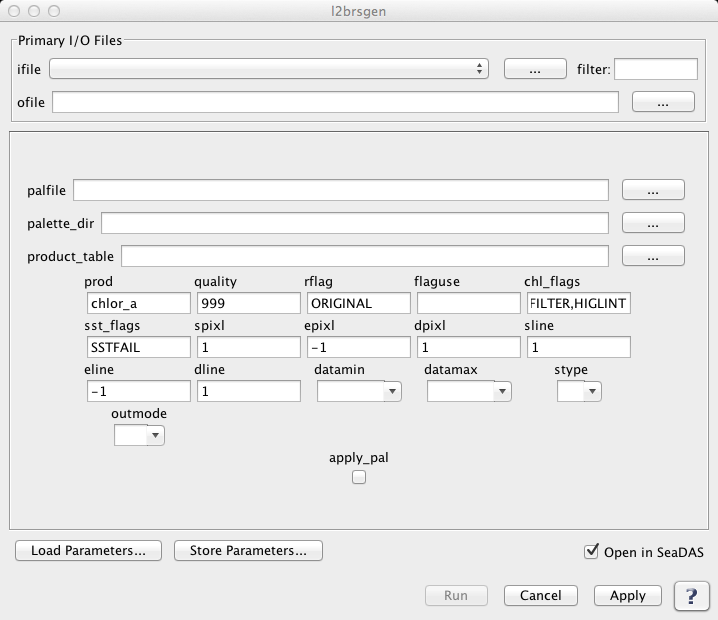 l2brsgen
Primary I/O Files
ifile ... filter:
ofile ...
palfile ...
palette_dir ...
product_table ...
prod quality rflag flaguse chl_flags
chlor_a 999 ORIGINAL FILTER,HIGLINT
sst_flags spixl epixl dpixl sline
SSTFAIL 1 -1 1 1
eline dline datamin datamax stype
-1 1
outmode
apply_pal
Load Parameters... Store Parameters... Open in SeaDAS
Run Cancel Apply ?